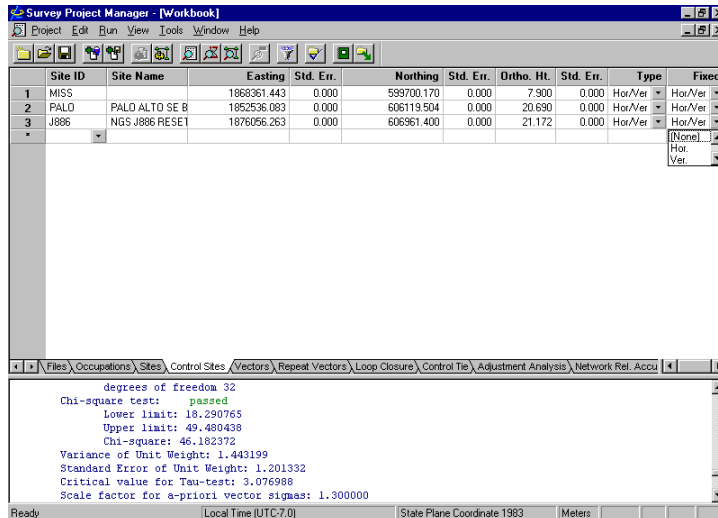 Survey Project Manager - [Workbook]
Project Edit Run View Tools Window Help
Site ID Site Name Easting Std. Err. Northing Std. Err. Ortho. Ht. Std. Err. Type Fixed
1 MISS 1868361.443 0.000 599700.170 0.000 7.900 0.000 Hor/Ver Hor/Ver
2 PALO PALO ALTO SE B 1852536.083 0.000 606119.504 0.000 20.690 0.000 Hor/Ver Hor/Ver
3 J886 NGS J886 RESET 1876056.263 0.000 606961.400 0.000 21.172 0.000 Hor/Ver Hor/Ver
*
[None]
Hor.
Ver.
Files Occupations Sites Control Sites Vectors Repeat Vectors Loop Closure Control Tie Adjustment Analysis Network Rel. Accu
degrees of freedom 32
Chi-square test: passed
Lower limit: 18.290765
Upper limit: 49.480438
Chi-square: 46.182372
Variance of Unit Weight: 1.443199
Standard Error of Unit Weight: 1.201332
Critical value for Tau-test: 3.076988
Scale factor for a-priori vector sigmas: 1.300000
Ready Local Time (UTC-7.0) State Plane Coordinate 1983 Meters